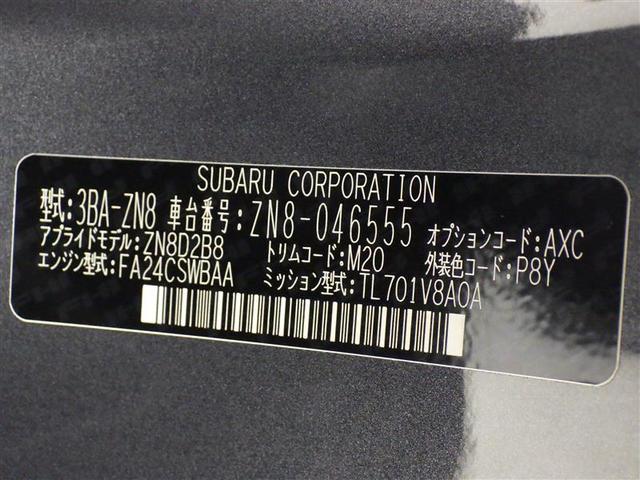 SUBARU CORPORATION
型式:3BA-ZN8 車台番号:ZN8-046555 オプションコード:AXC
アプライドモデル:ZN8D2B8 トリムコード:M20 外装色コード:P8Y
エンジン型式:FA24CSWBAA ミッション型式:TL701V8A0A